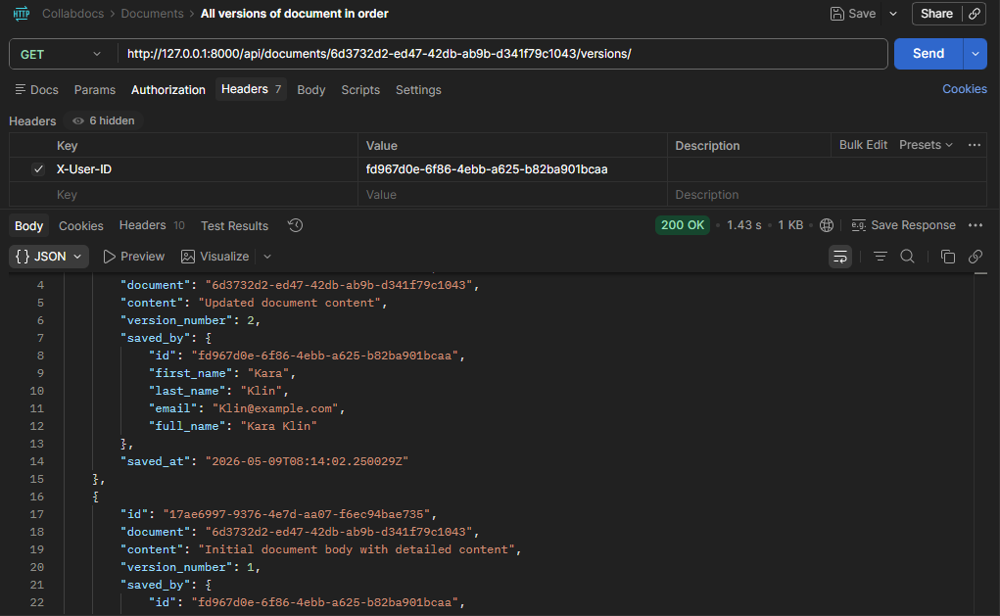 HTTP Collabdocs > Documents > All versions of document in order Save Share
GET http://127.0.0.1:8000/api/documents/6d3732d2-ed47-42db-ab9b-d341f79c1043/versions/ Send
Docs Params Authorization Headers 7 Body Scripts Settings Cookies
Headers 6 hidden
Key Value Description Bulk Edit Presets
X-User-ID fd967d0e-6f86-4ebb-a625-b82ba901bcaa
Key Value Description
Body Cookies Headers 10 Test Results 200 OK • 1.43 s • 1 KB • e.g. Save Response
{} JSON Preview Visualize
4 "document": "6d3732d2-ed47-42db-ab9b-d341f79c1043",
5 "content": "Updated document content",
6 "version_number": 2,
7 "saved_by": {
8 "id": "fd967d0e-6f86-4ebb-a625-b82ba901bcaa",
9 "first_name": "Kara",
10 "last_name": "Klin",
11 "email": "Klin@example.com",
12 "full_name": "Kara Klin"
13 },
14 "saved_at": "2026-05-09T08:14:02.250029Z"
15 },
16 {
17 "id": "17ae6997-9376-4e7d-aa07-f6ec94bae735",
18 "document": "6d3732d2-ed47-42db-ab9b-d341f79c1043",
19 "content": "Initial document body with detailed content",
20 "version_number": 1,
21 "saved_by": {
22 "id": "fd967d0e-6f86-4ebb-a625-b82ba901bcaa",